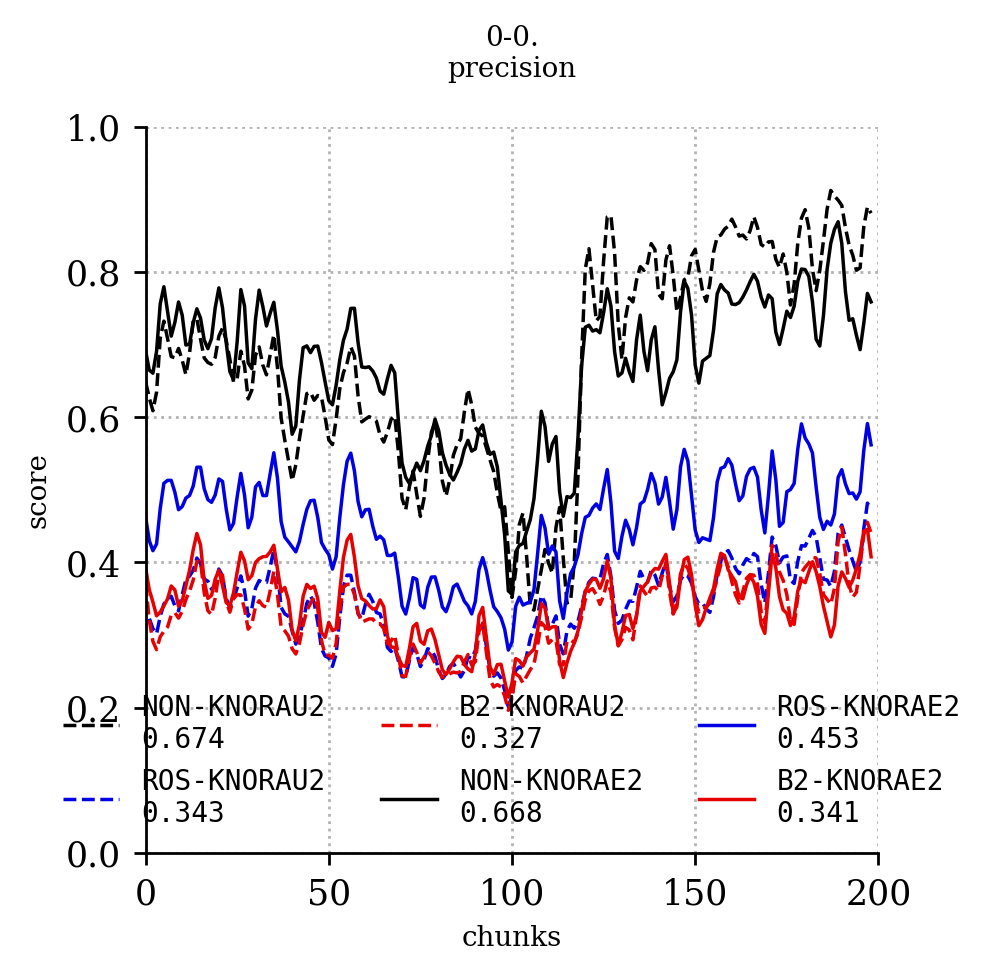 0-0.
precision
1.0
0.8
0.6
0.4
0.2
0.0
score
NON-KNORAU2
0.674
B2-KNORAU2
0.327
ROS-KNORAE2
0.453
ROS-KNORAU2
0.343
NON-KNORAE2
0.668
B2-KNORAE2
0.341
0 50 100 150 200
chunks